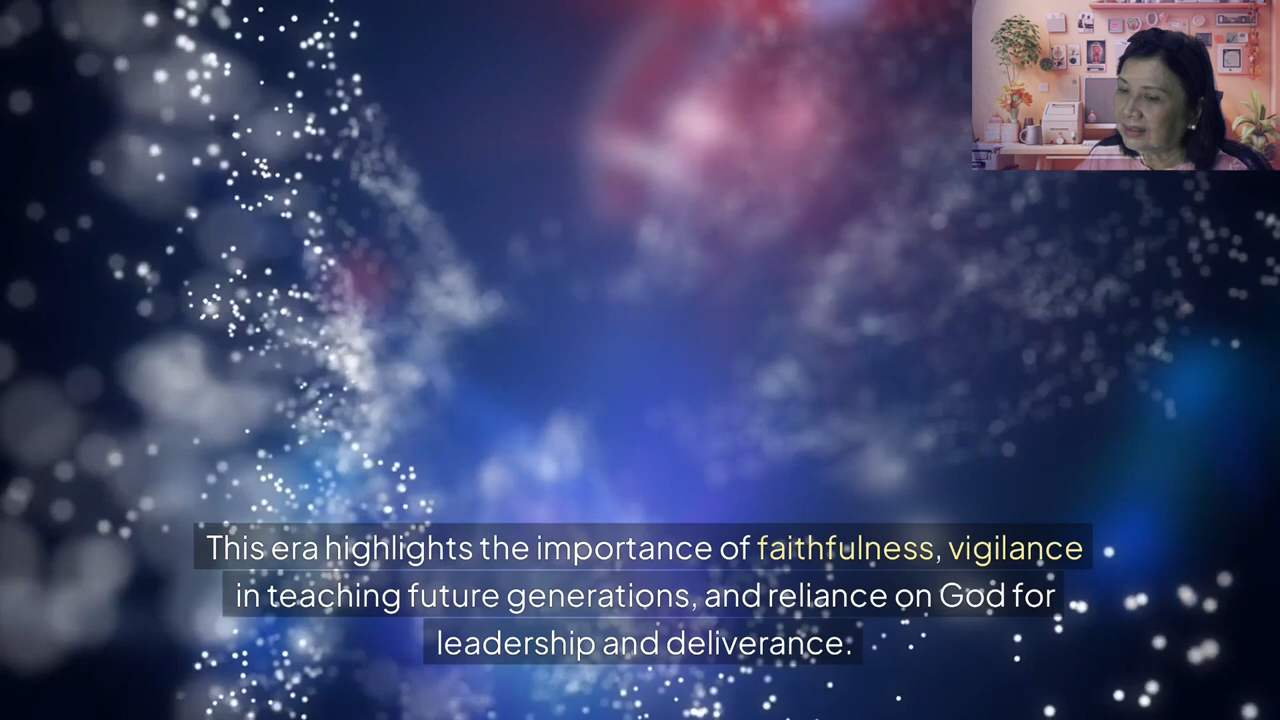 This era highlights the importance of faithfulness, vigilance
in teaching future generations, and reliance on God for
leadership and deliverance.